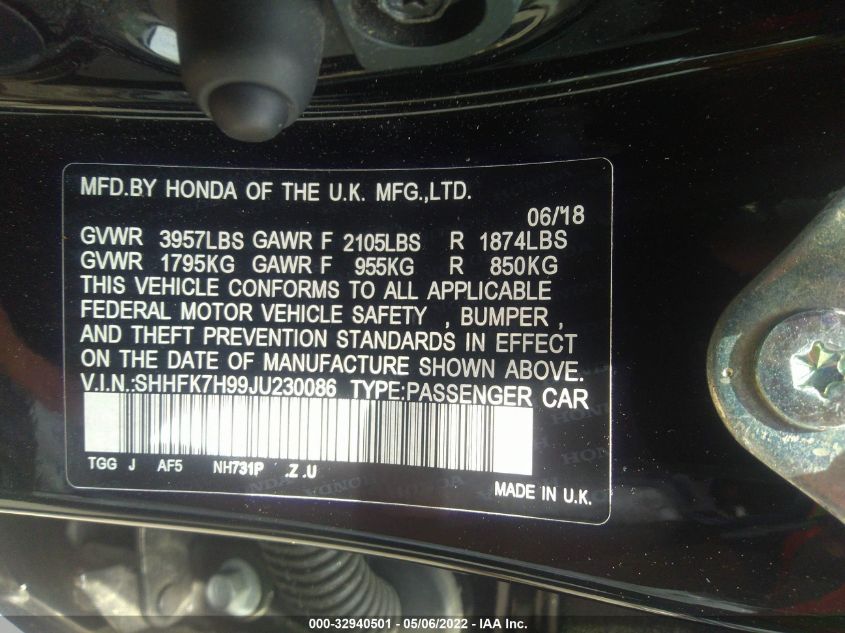 MFD.BY HONDA OF THE U.K. MFG.,LTD.
06/18
GVWR 3957LBS GAWR F 2105LBS R 1874LBS
GVWR 1795KG GAWR F 955KG R 850KG
THIS VEHICLE CONFORMS TO ALL APPLICABLE
FEDERAL MOTOR VEHICLE SAFETY , BUMPER ,
AND THEFT PREVENTION STANDARDS IN EFFECT
ON THE DATE OF MANUFACTURE SHOWN ABOVE.
V.I.N.:SHHFK7H99JU230086 TYPE:PASSENGER CAR
TGG J AF5 NH731P .Z .U
MADE IN U.K.
HONDA HONDA HONDA
000-32940501 - 05/06/2022 - IAA Inc.